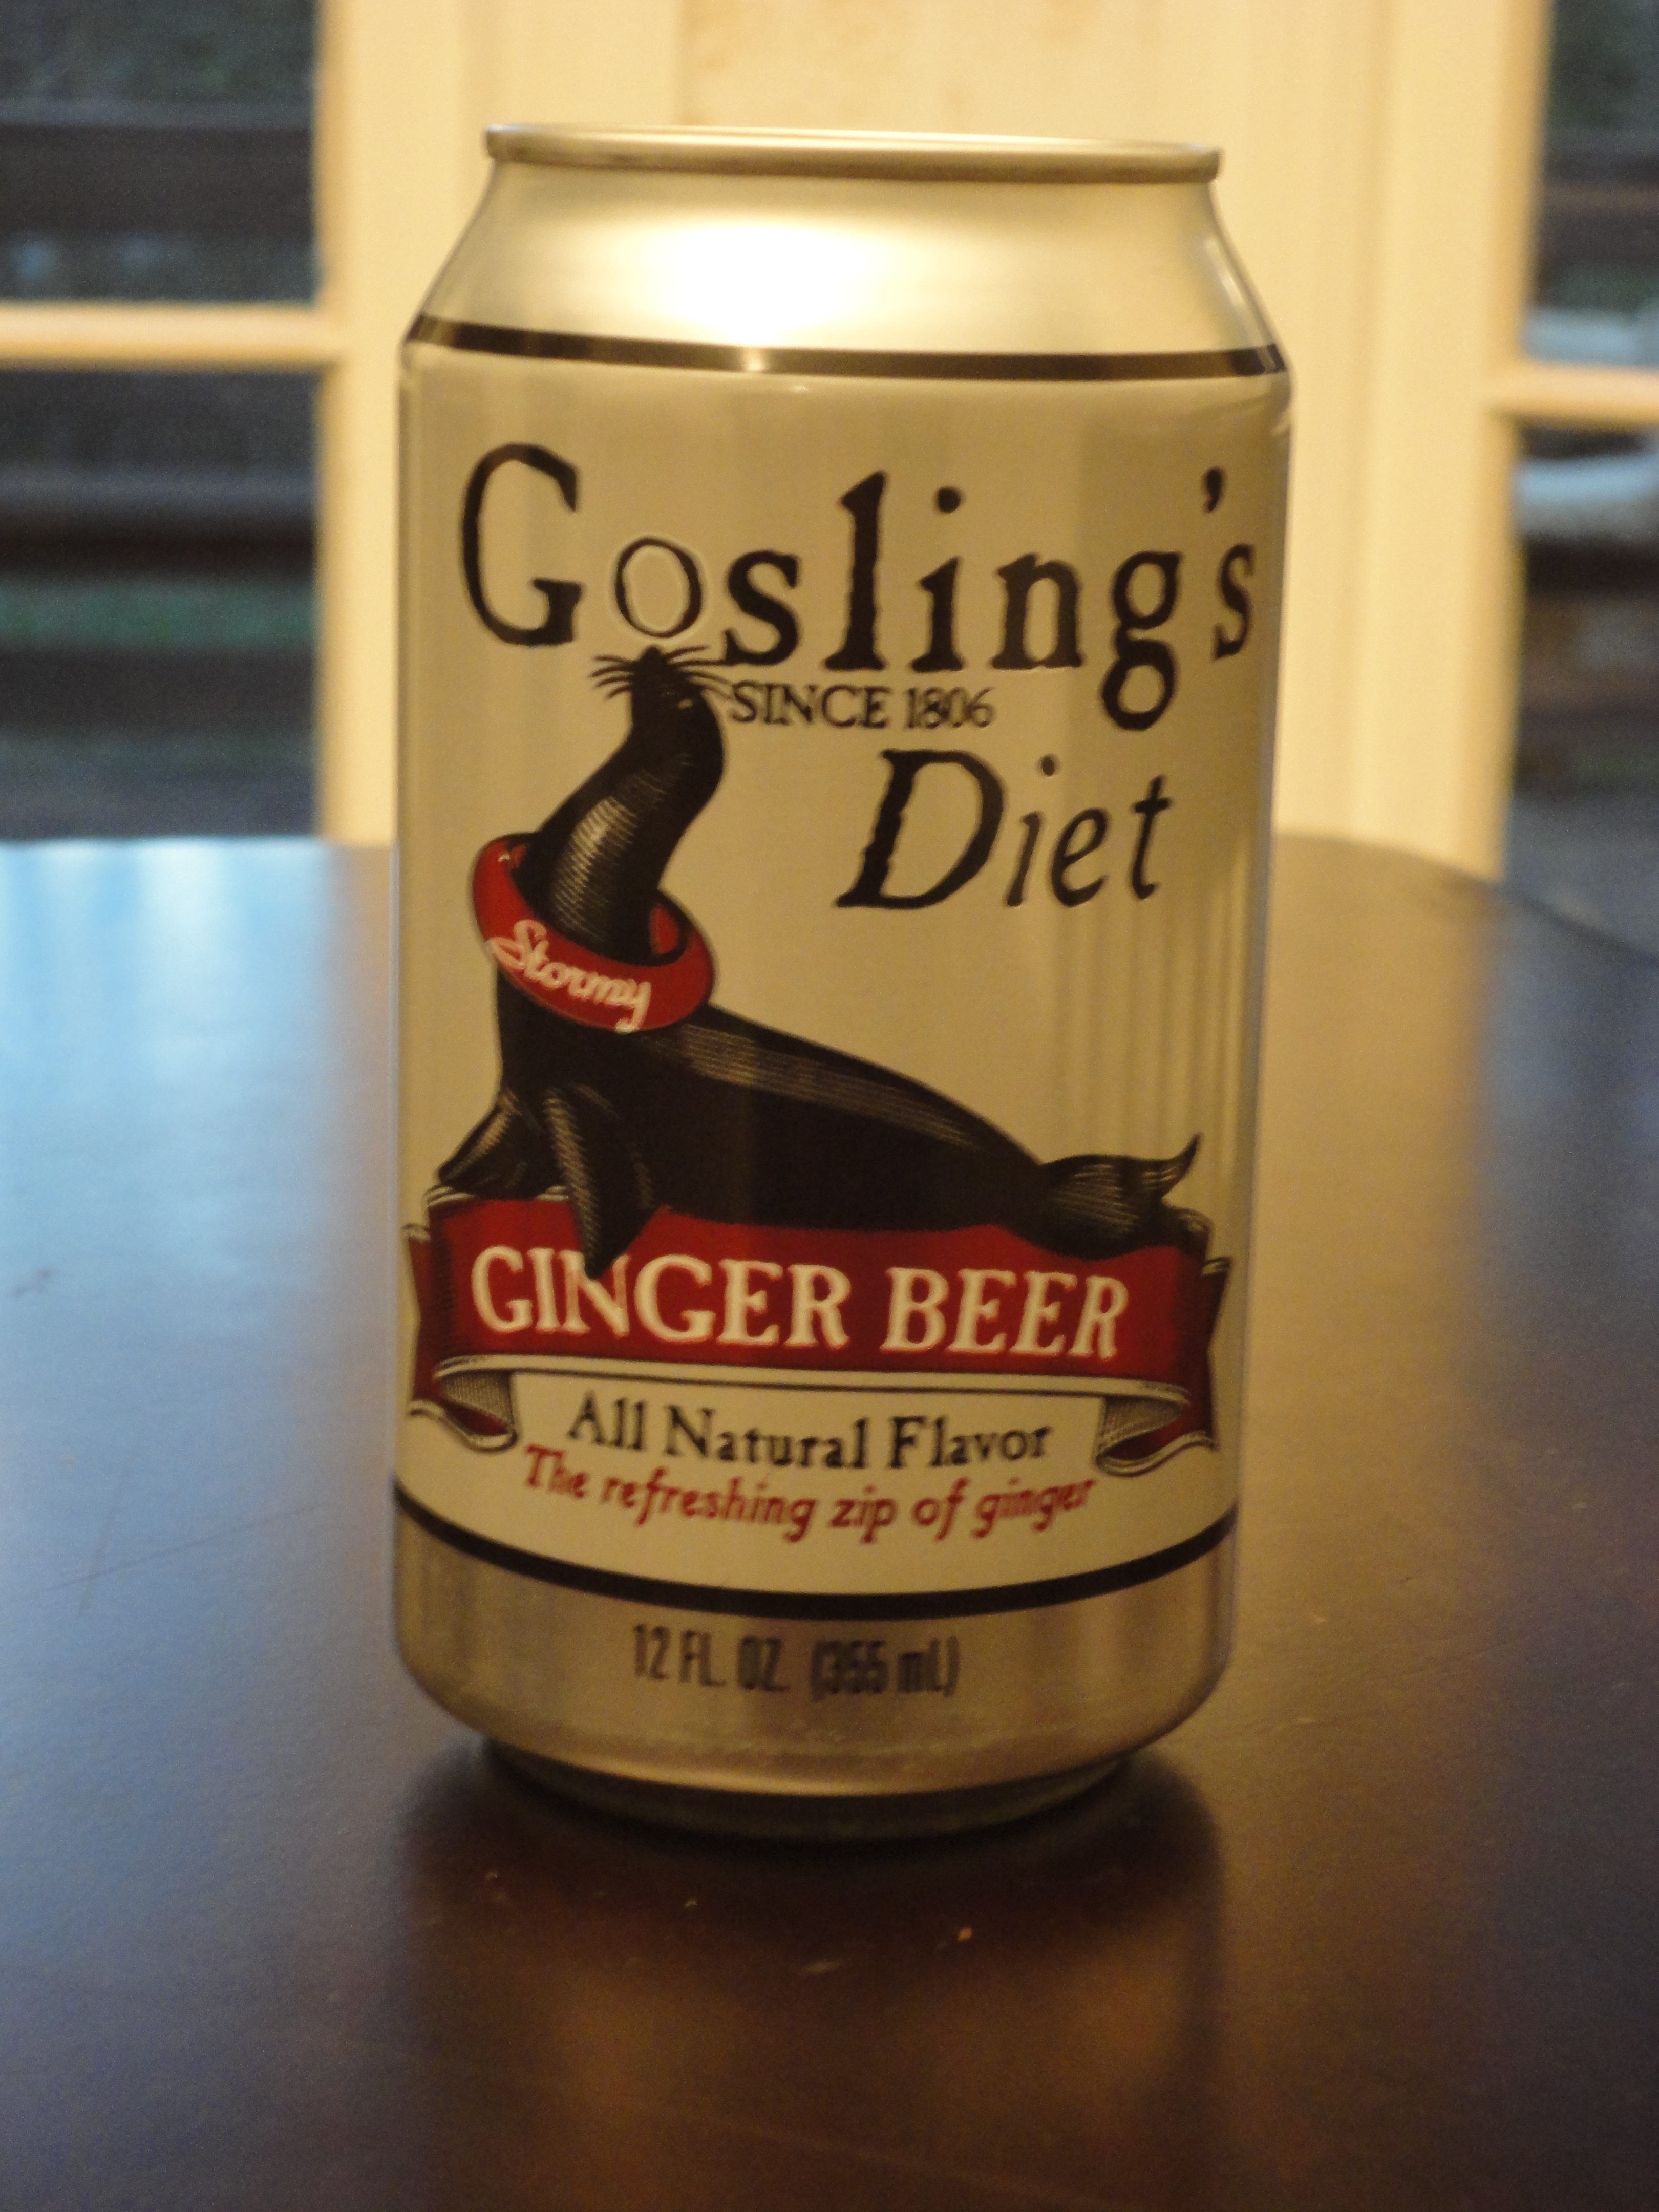 Gosling's
SINCE 1806
Diet
Stormy
GINGER BEER
All Natural Flavor
The refreshing zip of ginger
12 FL. OZ. (355 mL)